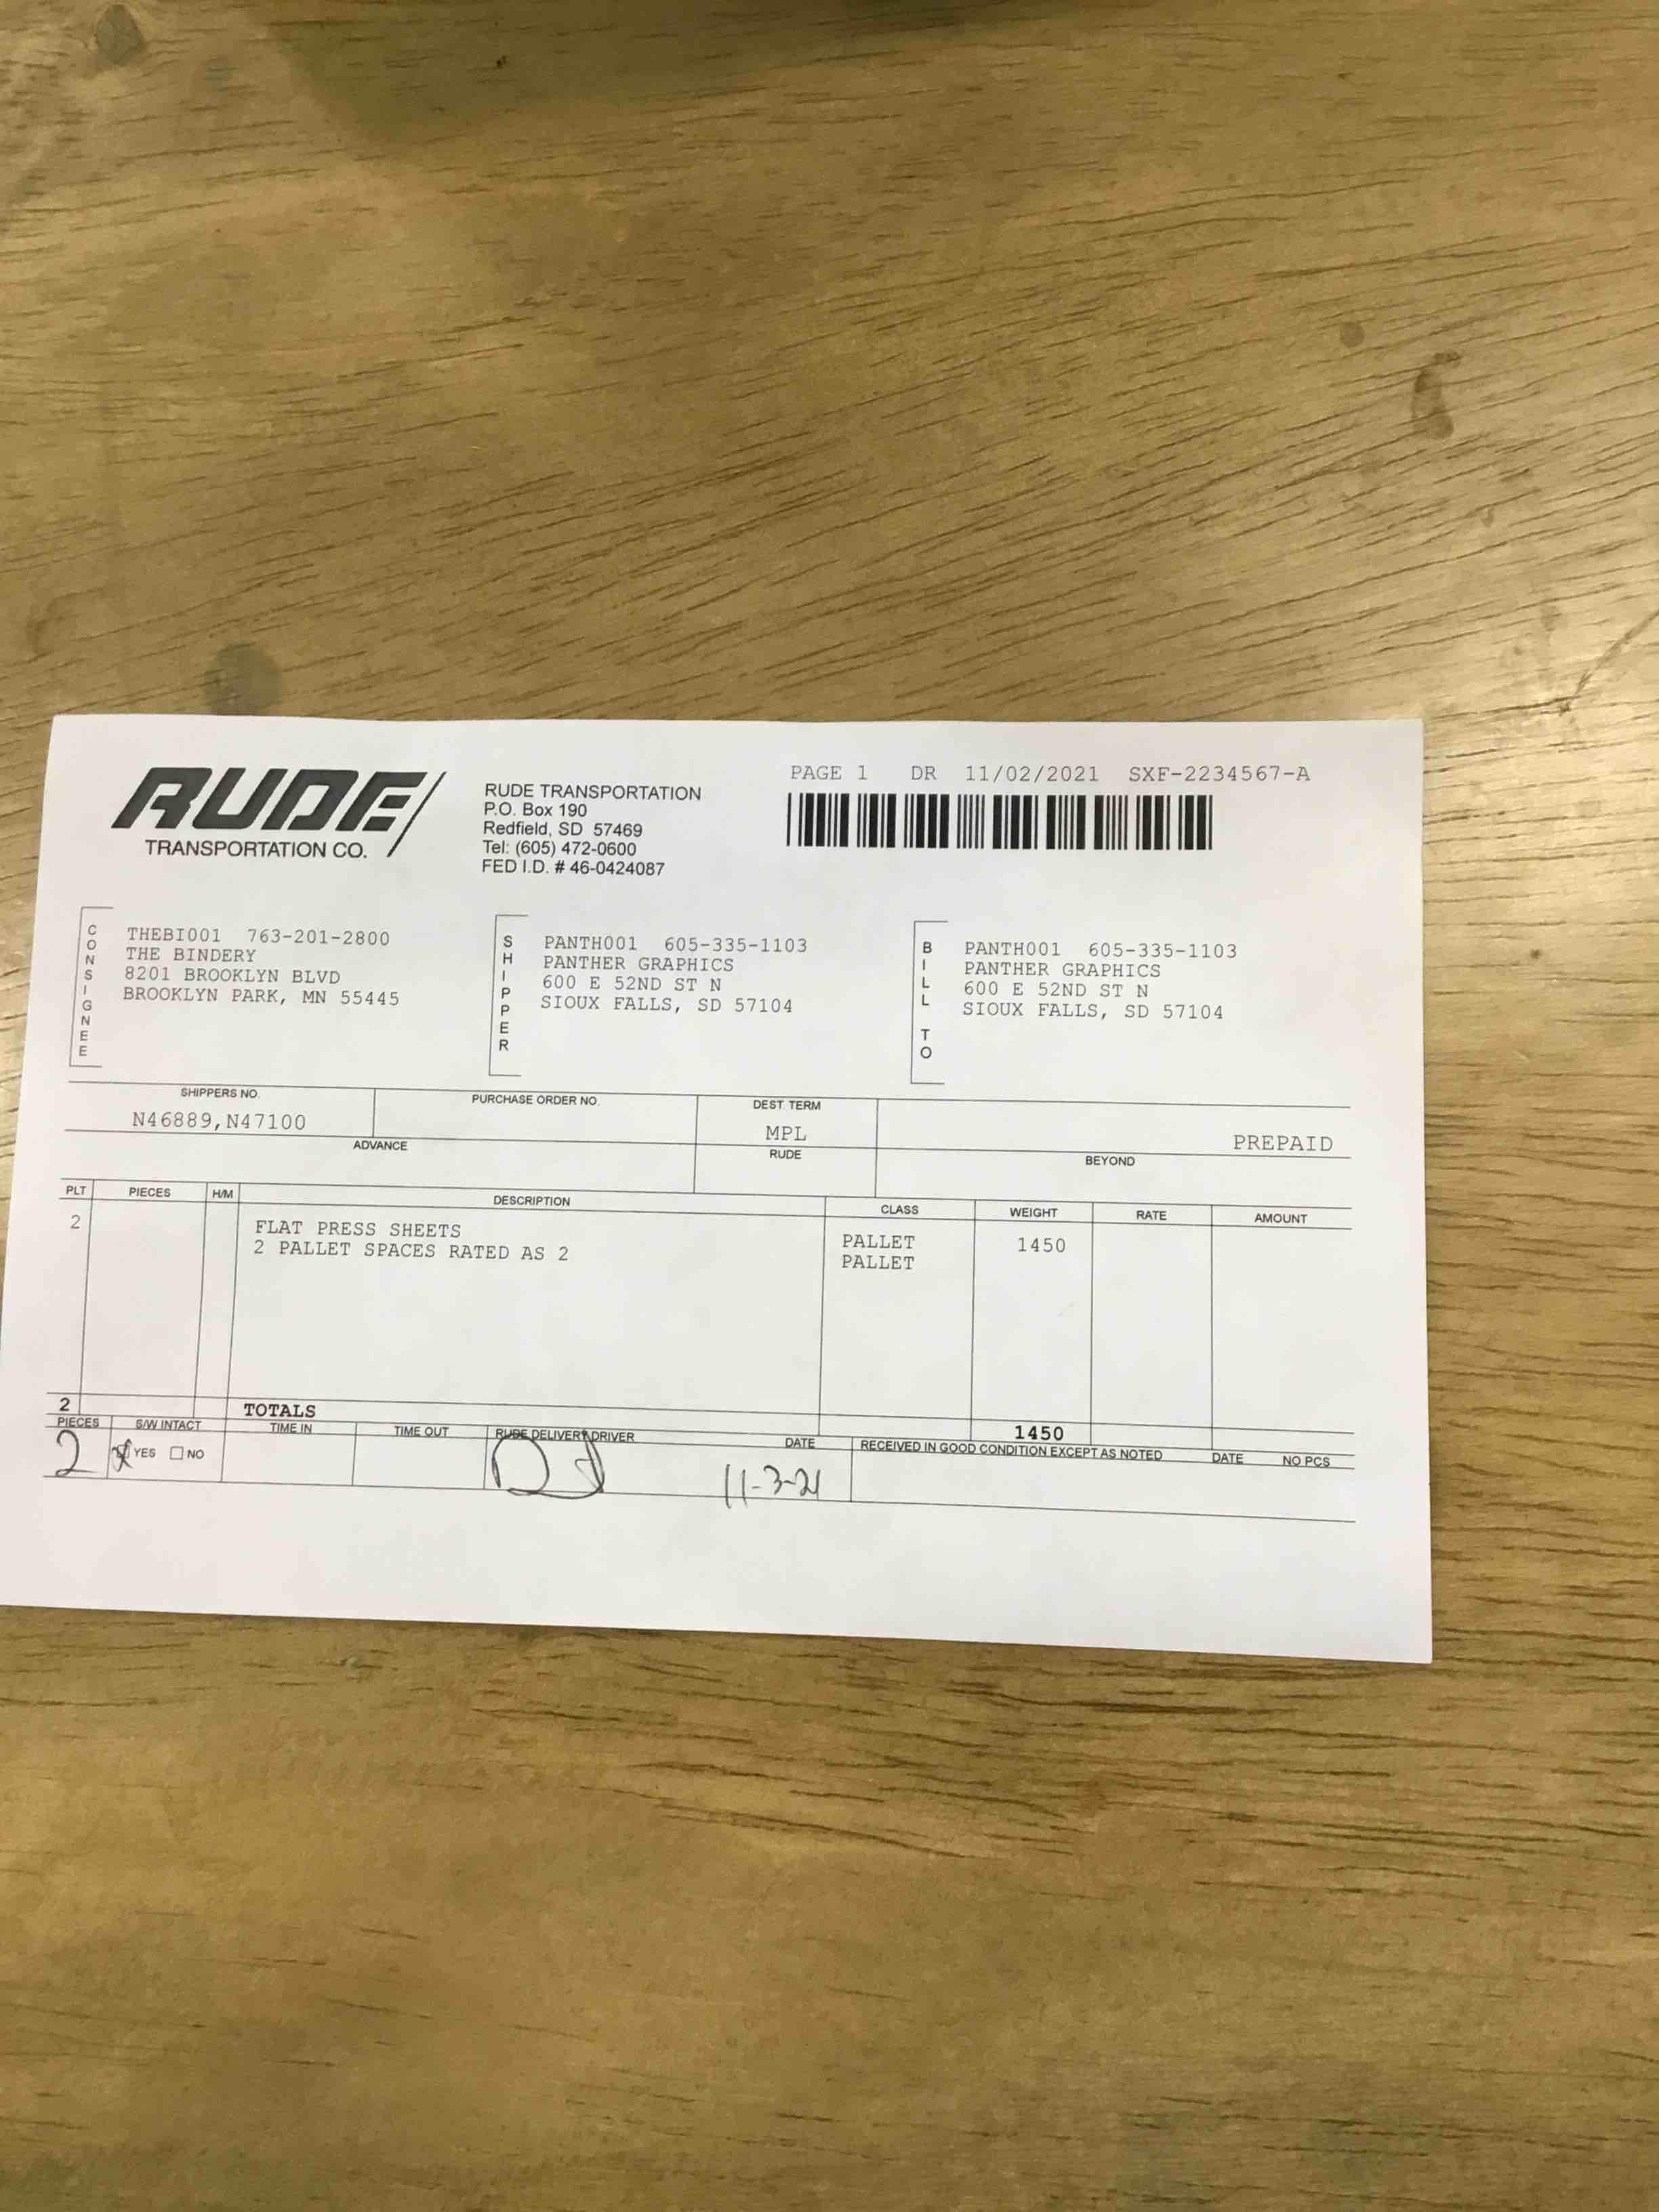 RUDE
TRANSPORTATION CO.
RUDE TRANSPORTATION
P.O. Box 190
Redfield, SD 57469
Tel: (605) 472-0600
FED I.D. # 46-0424087
PAGE 1 DR 11/02/2021 SXF-2234567-A
CONSIGNEE
THEBI001 763-201-2800
THE BINDERY
8201 BROOKLYN BLVD
BROOKLYN PARK, MN 55445
SHIPPER
PANTH001 605-335-1103
PANTHER GRAPHICS
600 E 52ND ST N
SIOUX FALLS, SD 57104
BILL TO
PANTH001 605-335-1103
PANTHER GRAPHICS
600 E 52ND ST N
SIOUX FALLS, SD 57104
SHIPPERS NO. PURCHASE ORDER NO. DEST. TERM
N46889,N47100 MPL PREPAID
ADVANCE RUDE BEYOND
PLT PIECES H/M DESCRIPTION CLASS WEIGHT RATE AMOUNT
2 FLAT PRESS SHEETS PALLET 1450
2 PALLET SPACES RATED AS 2 PALLET
2 TOTALS 1450
PIECES S/W INTACT TIME IN TIME OUT RUDE DELIVERY DRIVER DATE RECEIVED IN GOOD CONDITION EXCEPT AS NOTED DATE NO PCS
2 YES NO 11-3-21